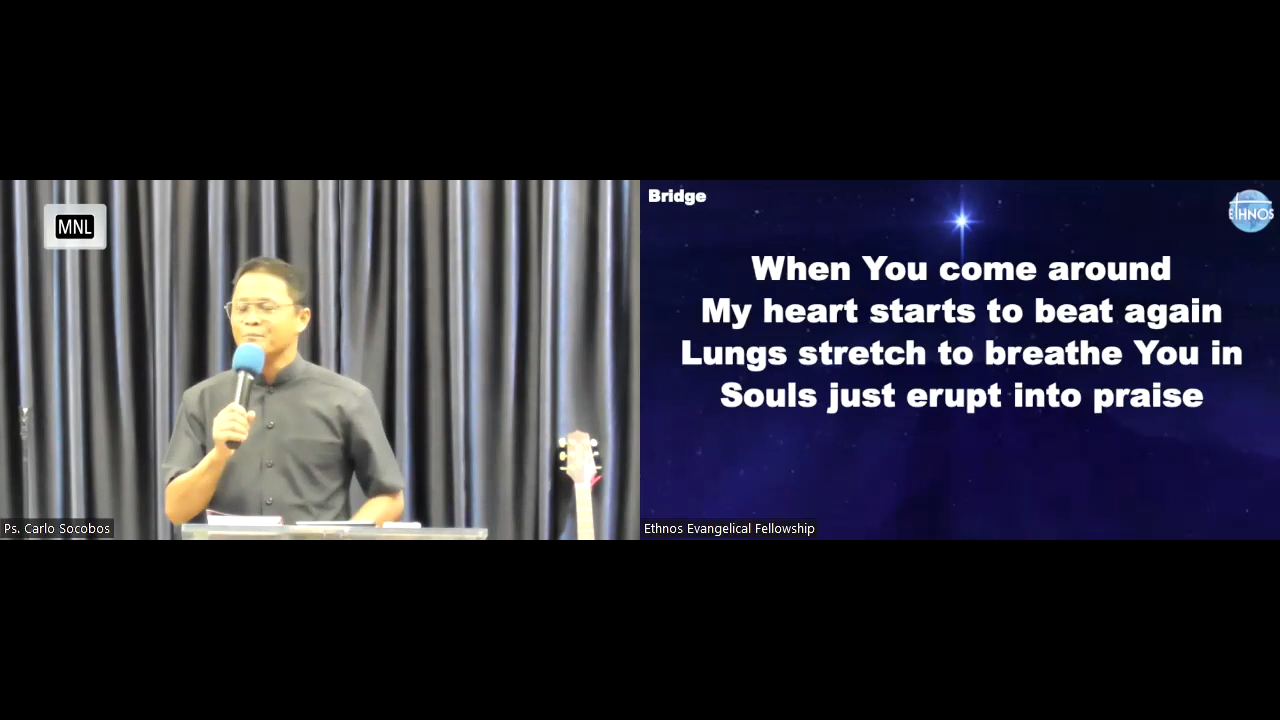 MNL
Ps. Carlo Socobos
Bridge
ETHNOS
When You come around
My heart starts to beat again
Lungs stretch to breathe You in
Souls just erupt into praise
Ethnos Evangelical Fellowship